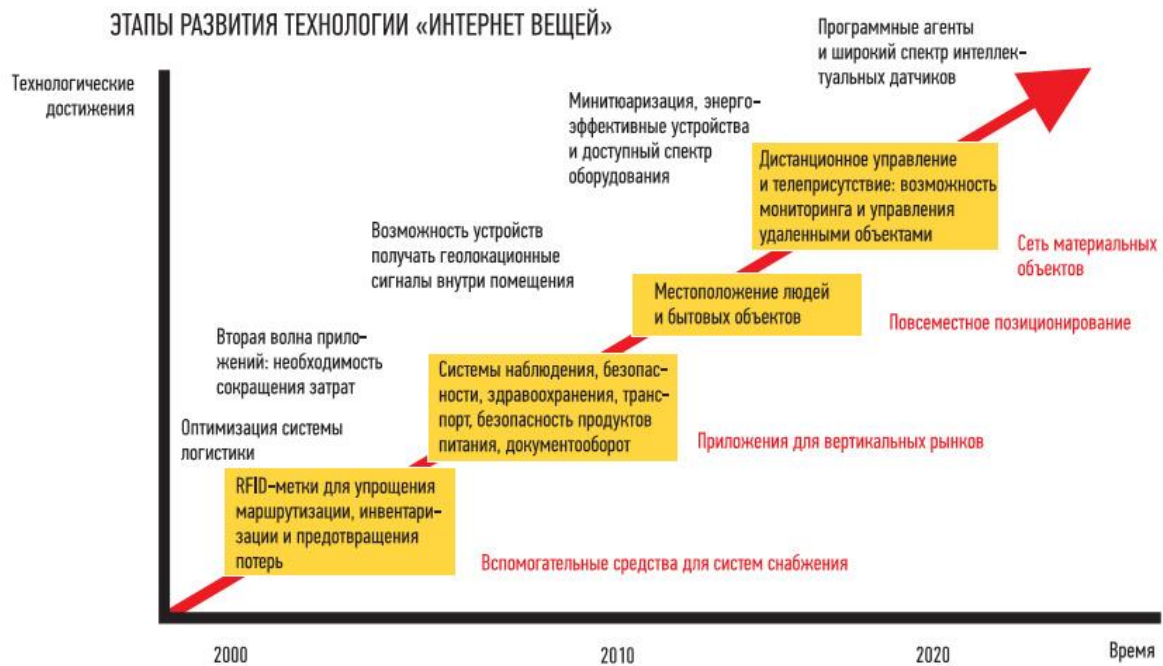 ЭТАПЫ РАЗВИТИЯ ТЕХНОЛОГИИ «ИНТЕРНЕТ ВЕЩЕЙ»
Технологические
достижения
Программные агенты
и широкий спектр интеллек-
туальных датчиков
Минитюаризация, энерго-
эффективные устройства
и доступный спектр
оборудования
Дистанционное управление
и телеприсутствие: возможность
мониторинга и управления
удаленными объектами
Сеть материальных
объектов
Возможность устройств
получать геолокационные
сигналы внутри помещения
Местоположение людей
и бытовых объектов
Повсеместное позиционирование
Вторая волна прило-
жений: необходимость
сокращения затрат
Системы наблюдения, безопас-
ности, здравоохранения, транс-
порт, безопасность продуктов
питания, документооборот
Приложения для вертикальных рынков
Оптимизация системы
логистики
RFID-метки для упрощения
маршрутизации, инвентари-
зации и предотвращения
потерь
Вспомогательные средства для систем снабжения
2000
2010
2020
Время